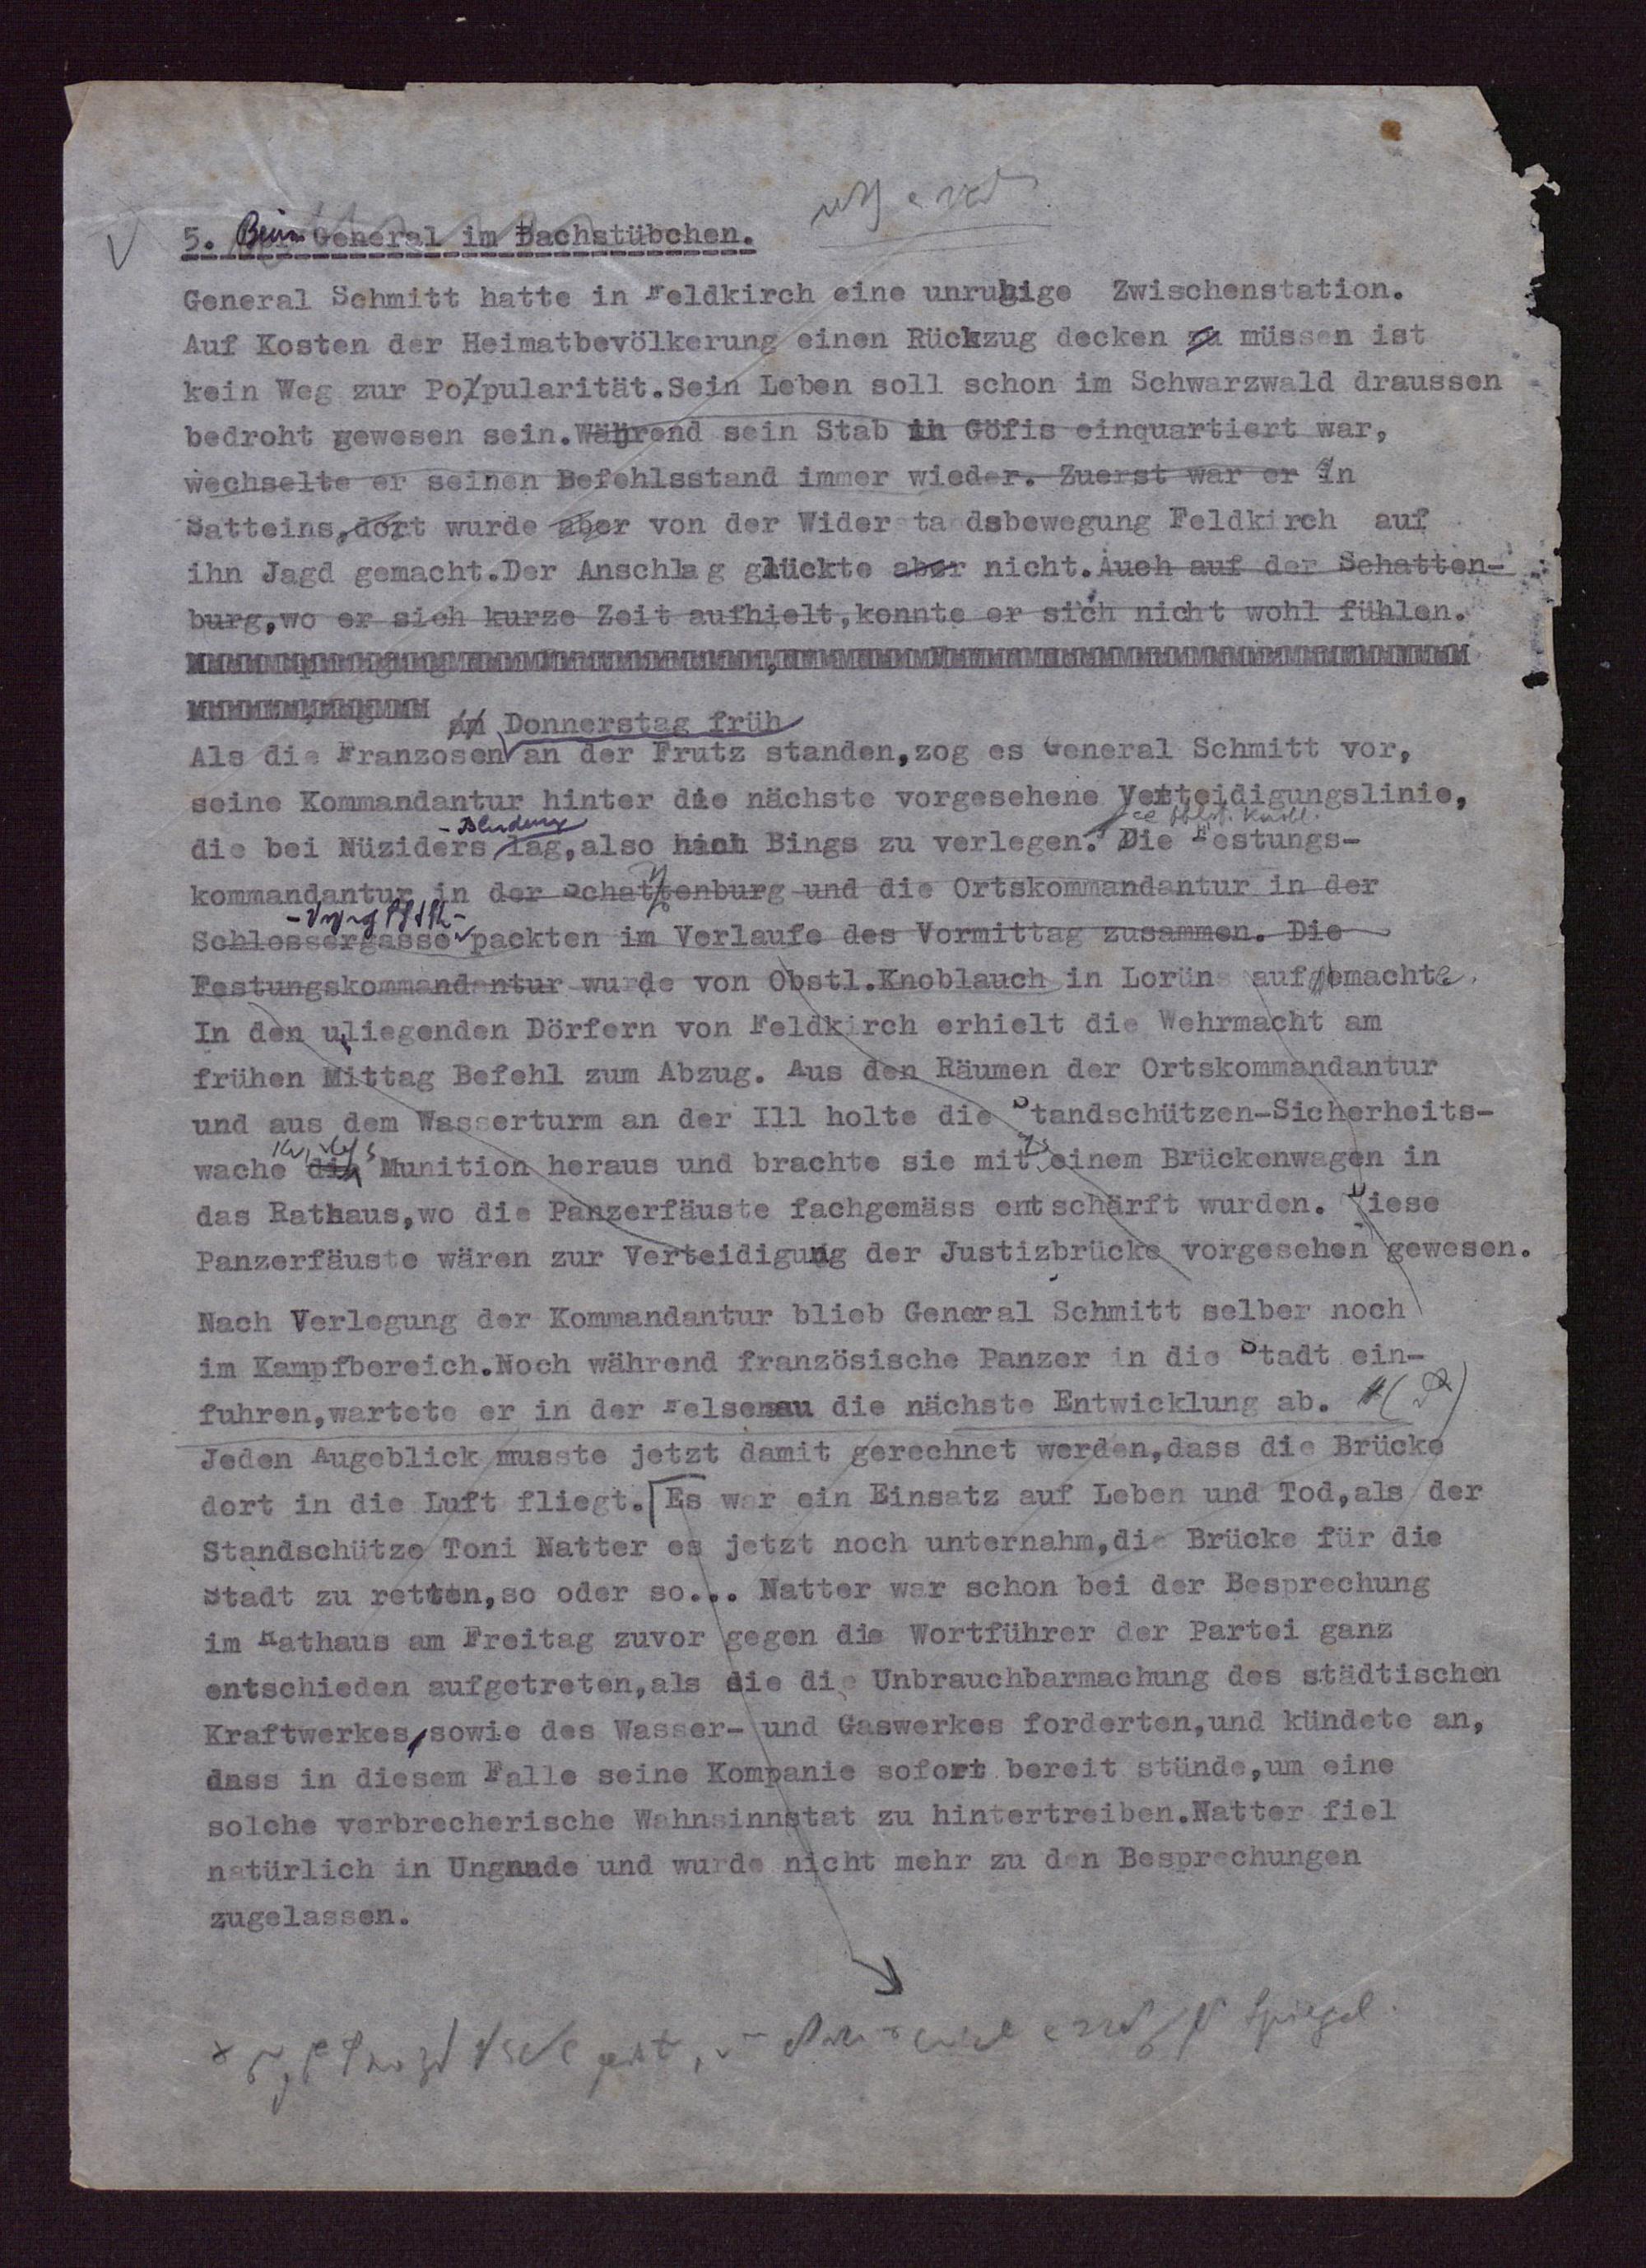 5. Beim General im Dachstübchen.
General Schmitt hatte in Feldkirch eine unruhige Zwischenstation.
Auf Kosten der Heimatbevölkerung einen Rückzug decken zu müssen ist
kein Weg zur Popularität.Sein Leben soll schon im Schwarzwald draussen
bedroht gewesen sein.Während sein Stab in Göfis einquartiert war,
wechselte er seinen Befehlsstand immer wieder. Zuerst war er in
Satteins,dort wurde aber von der Widerstandsbewegung Feldkirch auf
ihn Jagd gemacht.Der Anschlag glückte aber nicht.Auch auf der Schatten-
burg,wo er sich kurze Zeit aufhielt,konnte er sich nicht wohl fühlen.
Donnerstag früh
Als die Franzosen an der Frutz standen,zog es General Schmitt vor,
seine Kommandantur hinter die nächste vorgesehene Verteidigungslinie,
-Bludenz
die bei Nüziders lag,also nach Bings zu verlegen. Die Festungs-
kommandantur in der Schattenburg und die Ortskommandantur in der
Schlossergasse packten im Verlaufe des Vormittag zusammen. Die
Festungskommandantur wurde von Obstl.Knoblauch in Lorüns aufgemacht.
In den uliegenden Dörfern von Feldkirch erhielt die Wehrmacht am
frühen Mittag Befehl zum Abzug. Aus den Räumen der Ortskommandantur
und aus dem Wasserturm an der Ill holte die Standschützen-Sicherheits-
wache die Munition heraus und brachte sie mit einem Brückenwagen in
das Rathaus,wo die Panzerfäuste fachgemäss entschärft wurden. Diese
Panzerfäuste wären zur Verteidigung der Justizbrücke vorgesehen gewesen.
Nach Verlegung der Kommandantur blieb General Schmitt selber noch
im Kampfbereich.Noch während französische Panzer in die Stadt ein-
fuhren,wartete er in der Felsenau die nächste Entwicklung ab.
Jeden Augeblick musste jetzt damit gerechnet werden,dass die Brücke
dort in die Luft fliegt. Es war ein Einsatz auf Leben und Tod,als der
Standschütze Toni Natter es jetzt noch unternahm,die Brücke für die
Stadt zu retten,so oder so... Natter war schon bei der Besprechung
im Rathaus am Freitag zuvor gegen die Wortführer der Partei ganz
entschieden aufgetreten,als die die Unbrauchbarmachung des städtischen
Kraftwerkes,sowie des Wasser- und Gaswerkes forderten,und kündete an,
dass in diesem Falle seine Kompanie sofort bereit stünde,um eine
solche verbrecherische Wahnsinnstat zu hintertreiben.Natter fiel
natürlich in Ungnade und wurde nicht mehr zu den Besprechungen
zugelassen.
Spiegel.